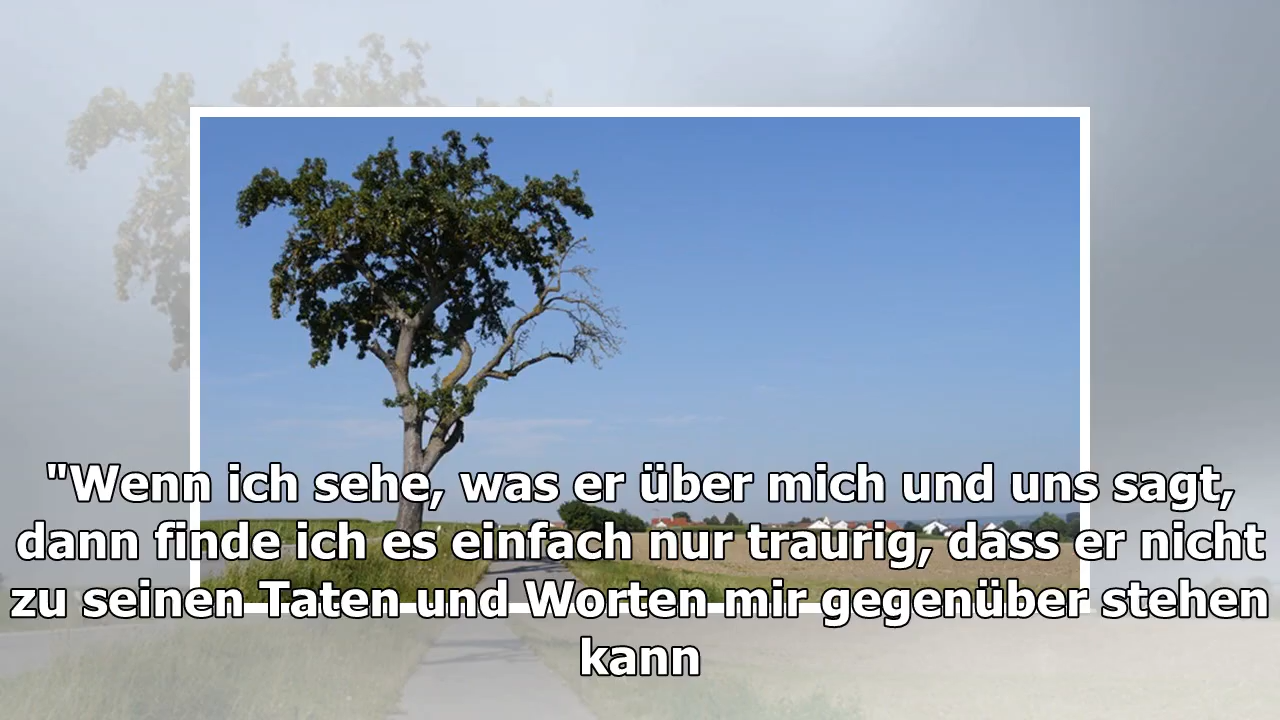 "Wenn ich sehe, was er über mich und uns sagt,
dann finde ich es einfach nur traurig, dass er nicht
zu seinen Taten und Worten mir gegenüber stehen
kann